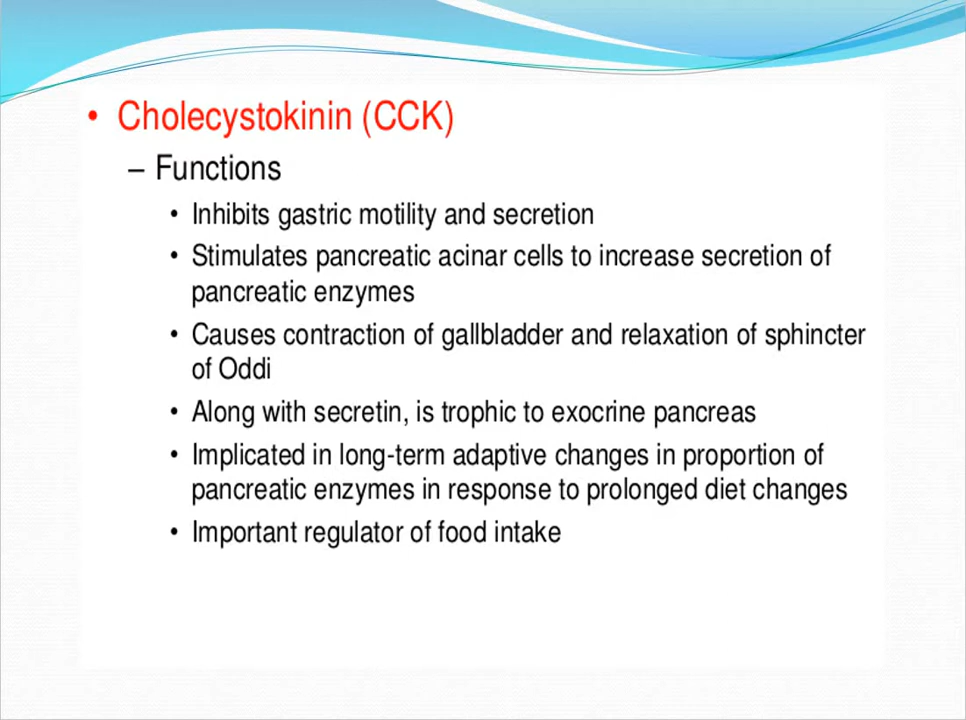 • Cholecystokinin (CCK)
– Functions
• Inhibits gastric motility and secretion
• Stimulates pancreatic acinar cells to increase secretion of
pancreatic enzymes
• Causes contraction of gallbladder and relaxation of sphincter
of Oddi
• Along with secretin, is trophic to exocrine pancreas
• Implicated in long-term adaptive changes in proportion of
pancreatic enzymes in response to prolonged diet changes
• Important regulator of food intake